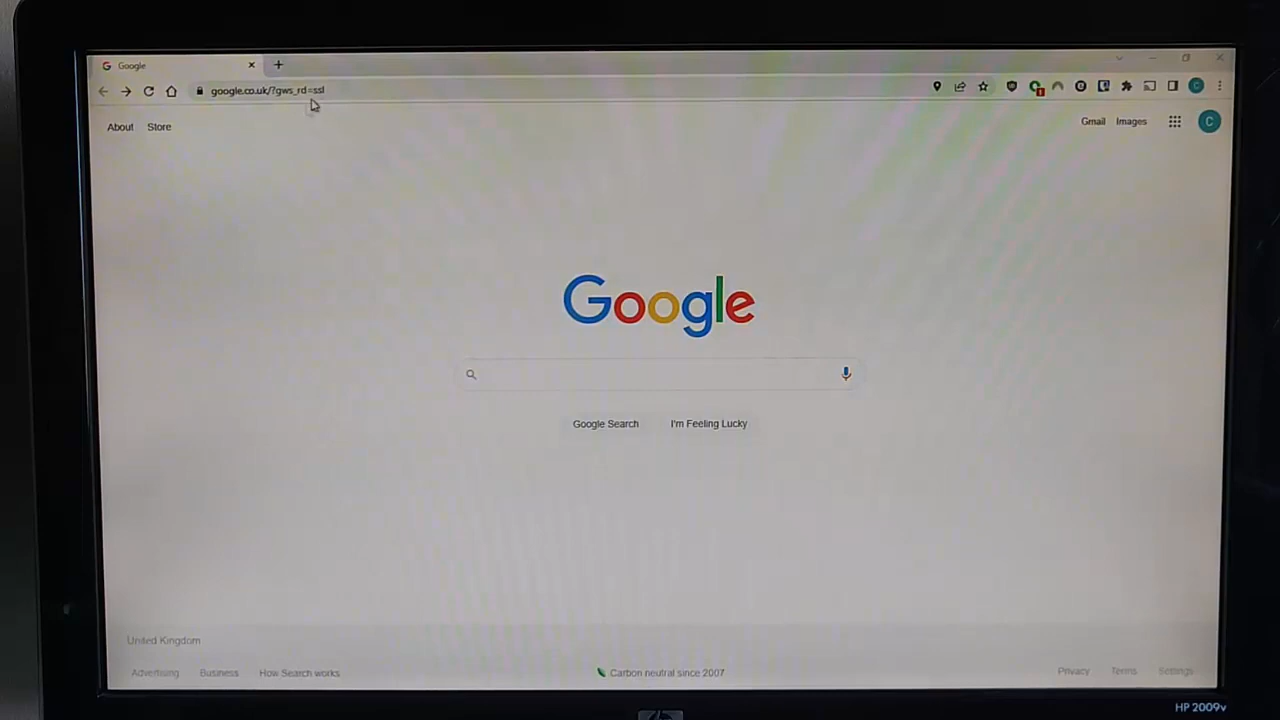 Google
google.co.uk/?gws_rd=ssl
About Store
Gmail Images
C
Google
Google Search I'm Feeling Lucky
United Kingdom
Advertising Business How Search works
Carbon neutral since 2007
Privacy Terms Settings
HP 2009v